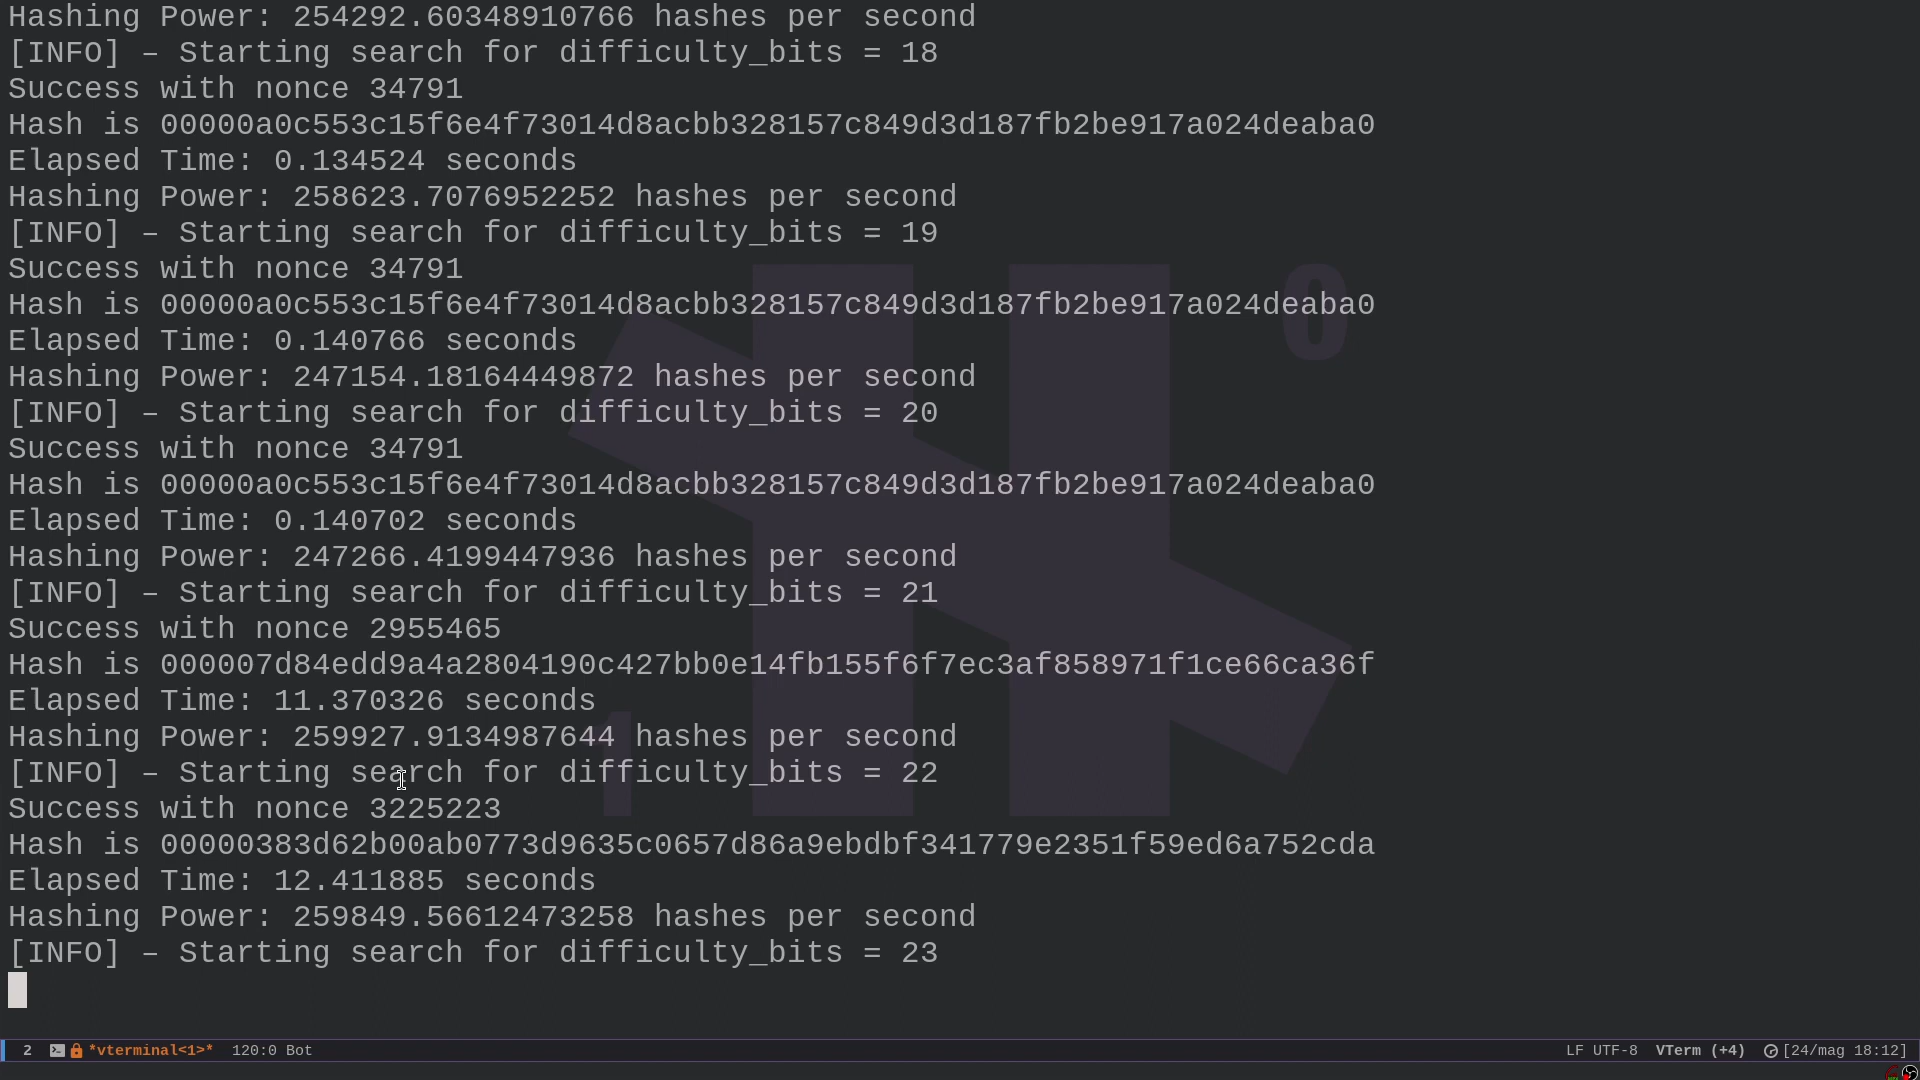 Hashing Power: 254292.60348910766 hashes per second
[INFO] – Starting search for difficulty_bits = 18
Success with nonce 34791
Hash is 00000a0c553c15f6e4f73014d8acbb328157c849d3d187fb2be917a024deaba0
Elapsed Time: 0.134524 seconds
Hashing Power: 258623.7076952252 hashes per second
[INFO] – Starting search for difficulty_bits = 19
Success with nonce 34791
Hash is 00000a0c553c15f6e4f73014d8acbb328157c849d3d187fb2be917a024deaba0
Elapsed Time: 0.140766 seconds
Hashing Power: 247154.18164449872 hashes per second
[INFO] – Starting search for difficulty_bits = 20
Success with nonce 34791
Hash is 00000a0c553c15f6e4f73014d8acbb328157c849d3d187fb2be917a024deaba0
Elapsed Time: 0.140702 seconds
Hashing Power: 247266.4199447936 hashes per second
[INFO] – Starting search for difficulty_bits = 21
Success with nonce 2955465
Hash is 000007d84edd9a4a2804190c427bb0e14fb155f6f7ec3af858971f1ce66ca36f
Elapsed Time: 11.370326 seconds
Hashing Power: 259927.9134987644 hashes per second
[INFO] – Starting search for difficulty_bits = 22
Success with nonce 3225223
Hash is 00000383d62b00ab0773d9635c0657d86a9ebdbf341779e2351f59ed6a752cda
Elapsed Time: 12.411885 seconds
Hashing Power: 259849.56612473258 hashes per second
[INFO] – Starting search for difficulty_bits = 23
0
1
2 *vterminal<1>* 120:0 Bot LF UTF-8 VTerm (+4) [24/mag 18:12]